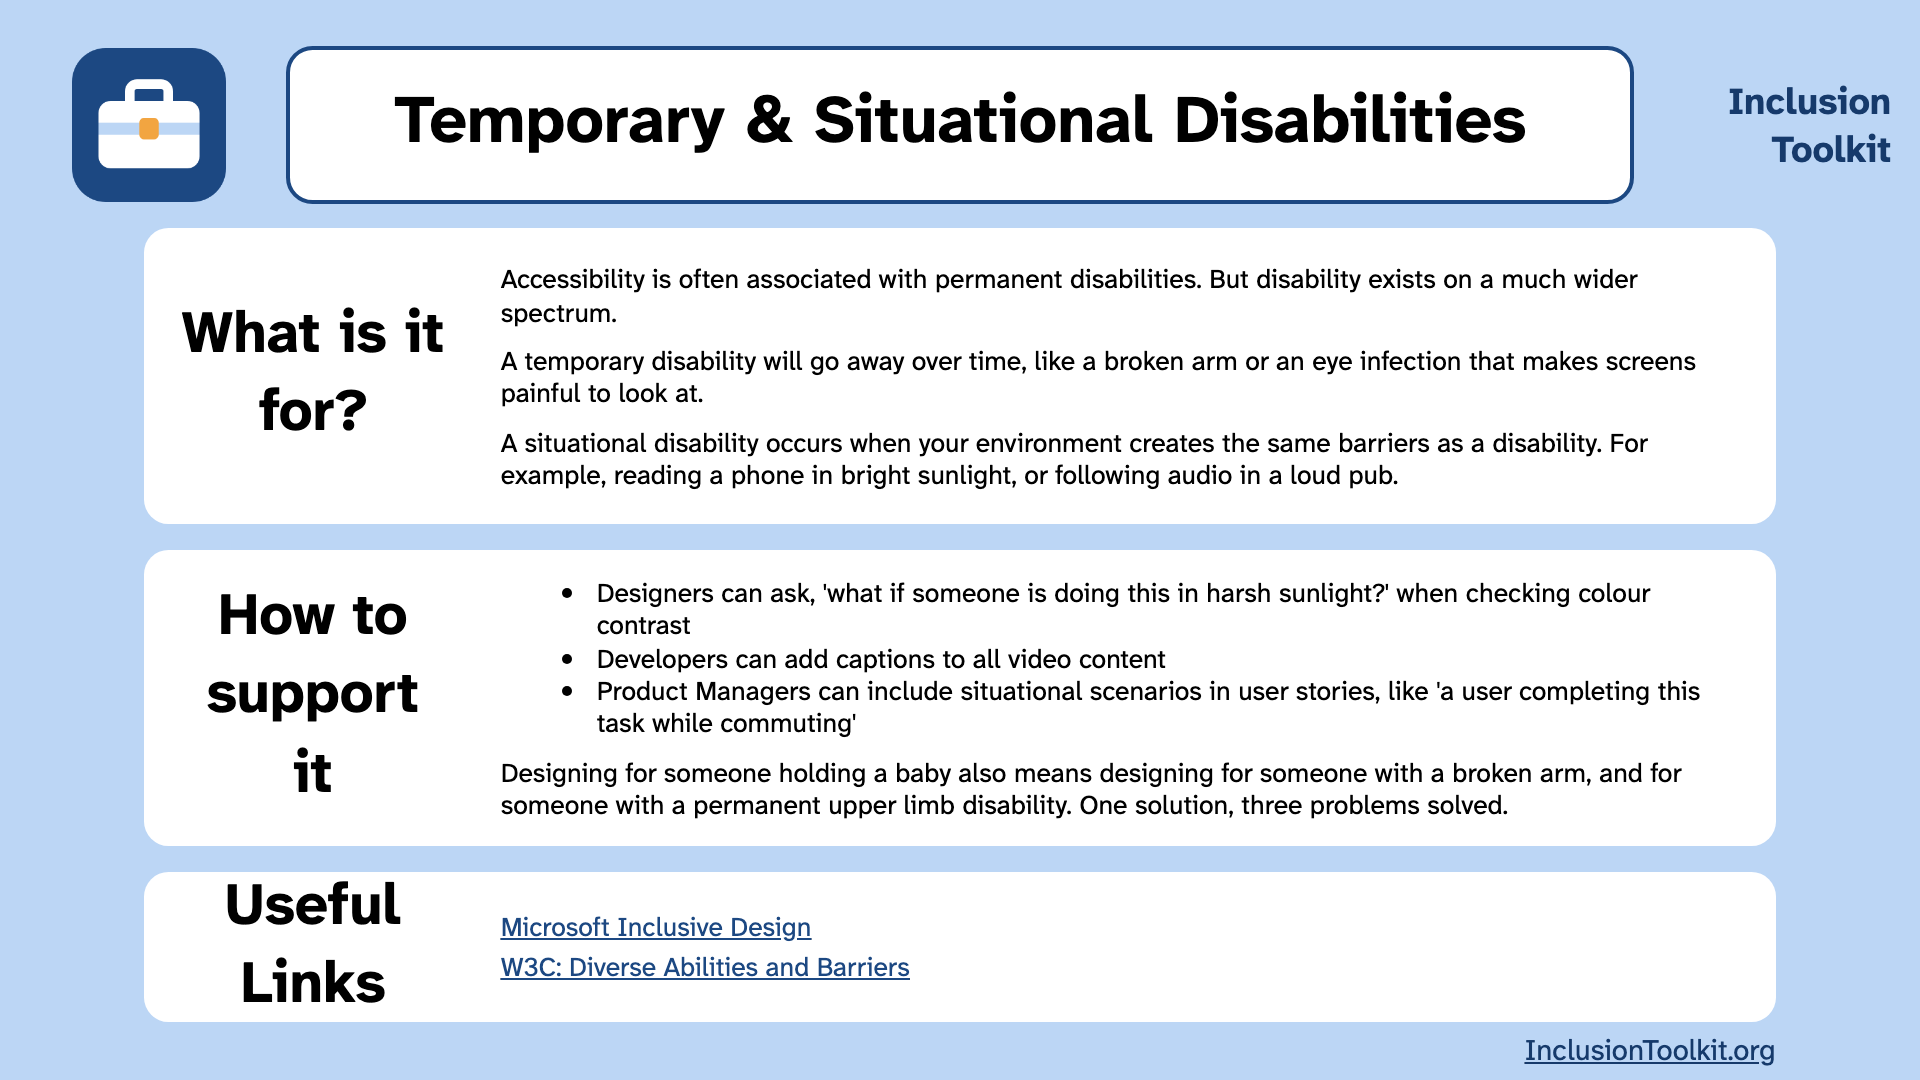 Temporary & Situational Disabilities
Inclusion
Toolkit
What is it
for?
Accessibility is often associated with permanent disabilities. But disability exists on a much wider
spectrum.
A temporary disability will go away over time, like a broken arm or an eye infection that makes screens
painful to look at.
A situational disability occurs when your environment creates the same barriers as a disability. For
example, reading a phone in bright sunlight, or following audio in a loud pub.
How to
support
it
• Designers can ask, 'what if someone is doing this in harsh sunlight?' when checking colour
contrast
• Developers can add captions to all video content
• Product Managers can include situational scenarios in user stories, like 'a user completing this
task while commuting'
Designing for someone holding a baby also means designing for someone with a broken arm, and for
someone with a permanent upper limb disability. One solution, three problems solved.
Useful
Links
Microsoft Inclusive Design
W3C: Diverse Abilities and Barriers
InclusionToolkit.org